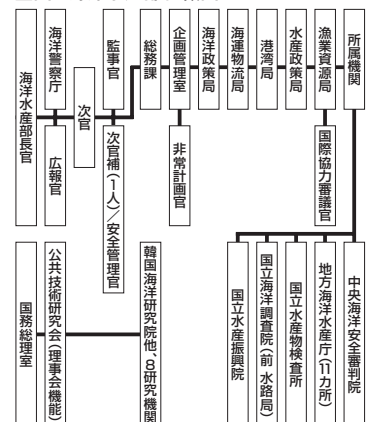 海洋水産部長官
海洋警察庁
広報官
次官
監事官
次官補(1人)/安全管理官
総務課
企画管理室
非常計画官
海洋政策局
海運物流局
港湾局
水産政策局
漁業資源局
国際協力審議官
所属機関
国務総理室
公共技術研究会(理事会機能)
韓国海洋研究院他、8研究機関
国立水産振興院
国立海洋調査院(前 水路局)
国立水産物検査所
地方海洋水産庁(11カ所)
中央海洋安全審判院